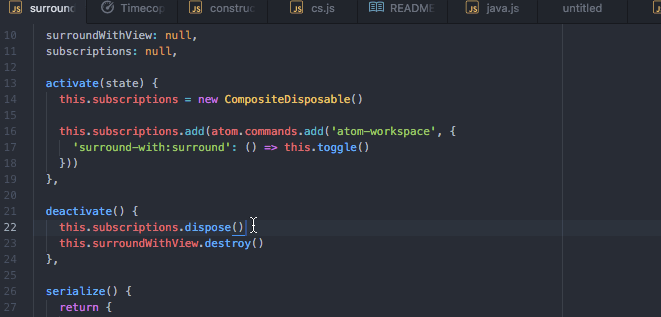 surround
Timecop
construc
cs.js
README
java.js
untitled
10 surroundWithView: null,
11 subscriptions: null,
12
13 activate(state) {
14 this.subscriptions = new CompositeDisposable()
15
16 this.subscriptions.add(atom.commands.add('atom-workspace', {
17 'surround-with:surround': () => this.toggle()
18 }))
19 },
20
21 deactivate() {
22 this.subscriptions.dispose()
23 this.surroundWithView.destroy()
24 },
25
26 serialize() {
27 return {